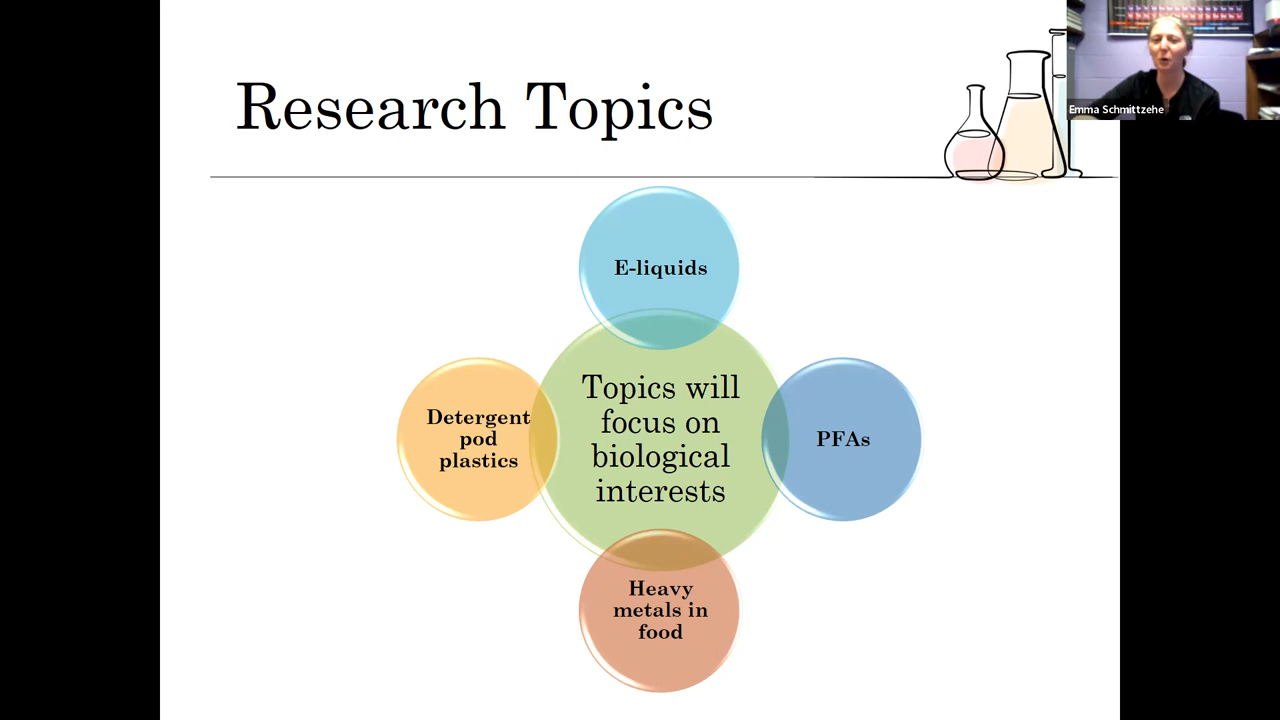 Research Topics
Emma Schmittzehe
E-liquids
Detergent
pod
plastics
Topics will
focus on
biological
interests
PFAs
Heavy
metals in
food